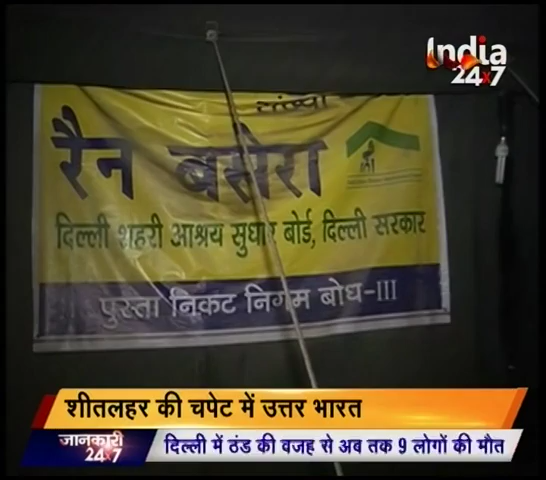 India
24x7
रैन बसेरा
दिल्ली शहरी आश्रय सुधार बोर्ड, दिल्ली सरकार
पुस्ता निकट निगम बोध-III
शीतलहर की चपेट में उत्तर भारत
जानकारी
24x7
दिल्ली में ठंड की वजह से अब तक 9 लोगों की मौत